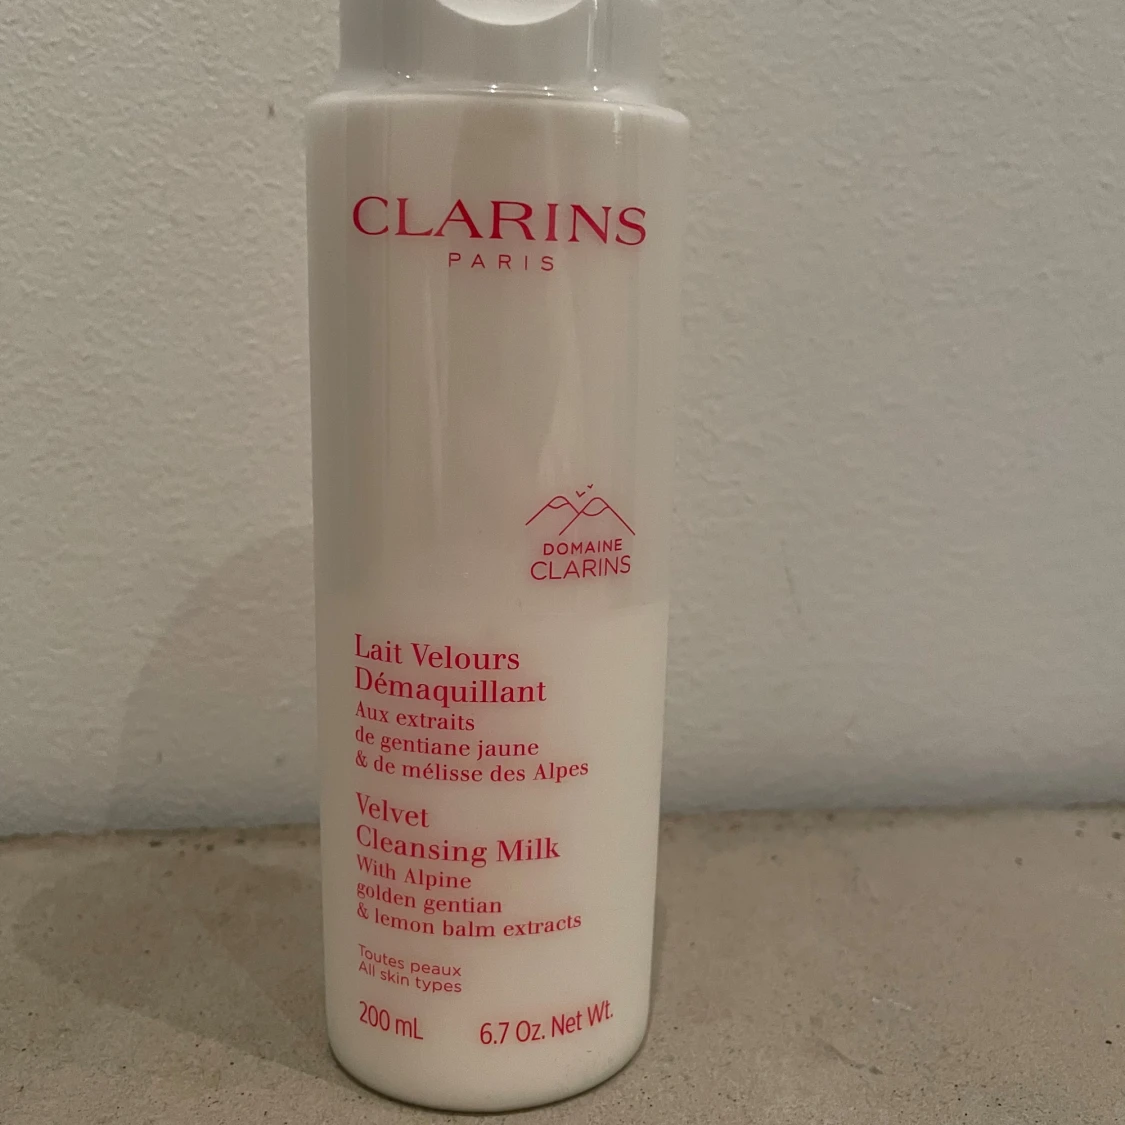 CLARINS
PARIS
DOMAINE
CLARINS
Lait Velours
Démaquillant
Aux extraits
de gentiane jaune
& de mélisse des Alpes
Velvet
Cleansing Milk
With Alpine
golden gentian
& lemon balm extracts
Toutes peaux
All skin types
200 mL 6.7 Oz. Net Wt.